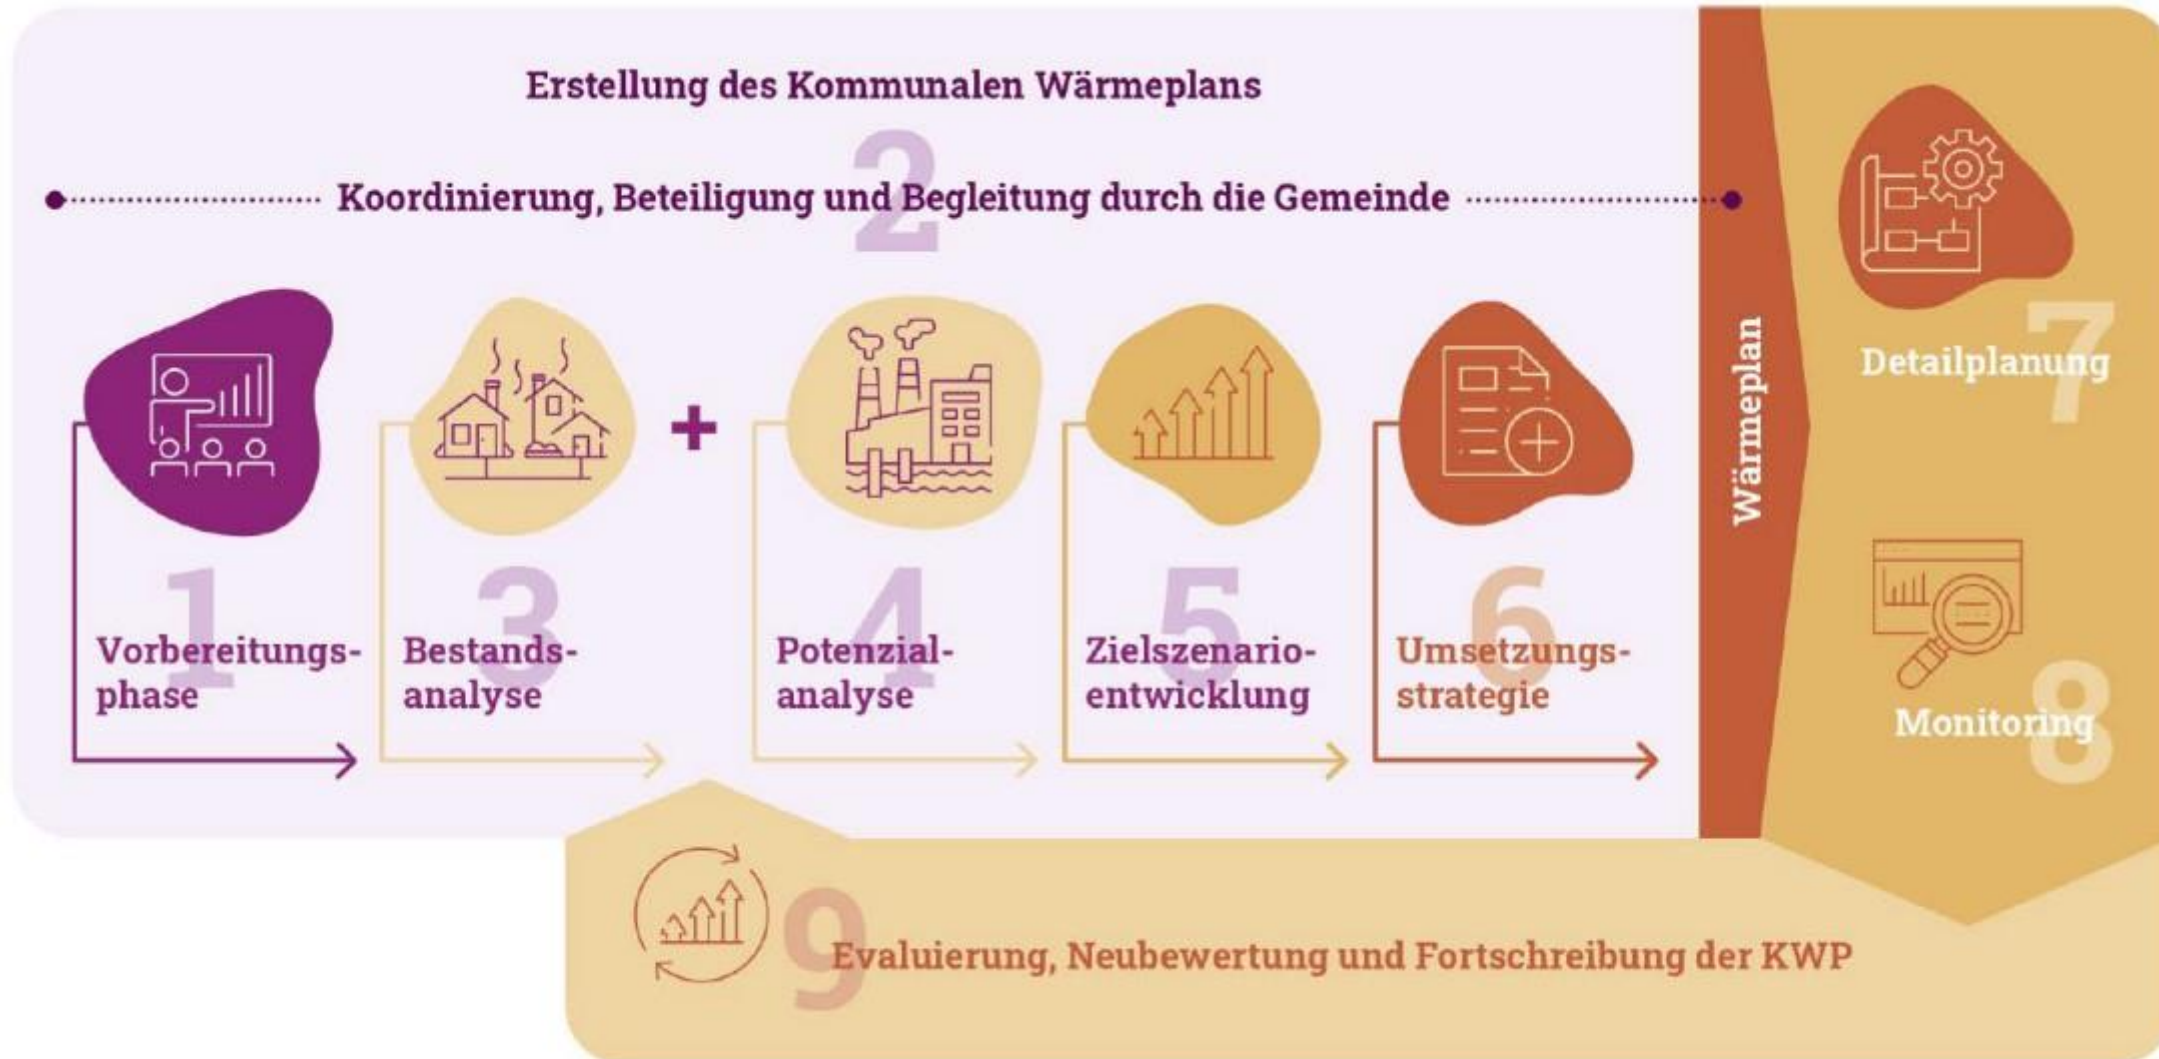 Erstellung des Kommunalen Wärmeplans
2
Koordinierung, Beteiligung und Begleitung durch die Gemeinde
1
Vorbereitungs-
phase
3
Bestands-
analyse
+
4
Potenzial-
analyse
5
Zielszenario-
entwicklung
6
Umsetzungs-
strategie
Wärmeplan
7
Detailplanung
8
Monitoring
9
Evaluierung, Neubewertung und Fortschreibung der KWP